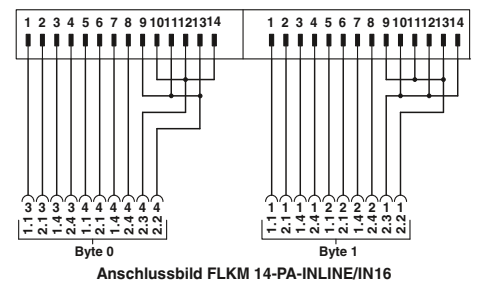 1 2 3 4 5 6 7 8 9 10 11 12 13 14
1 2 3 4 5 6 7 8 9 10 11 12 13 14
3 3 3 3 4 4 4 4 4 4
1.1 2.1 1.4 2.4 1.1 2.1 1.4 2.4 2.3 2.2
1 1 1 1 2 2 2 2 1 1
1.1 2.1 1.4 2.4 1.1 2.1 1.4 2.4 2.3 2.2
Byte 0
Byte 1
Anschlussbild FLKM 14-PA-INLINE/IN16